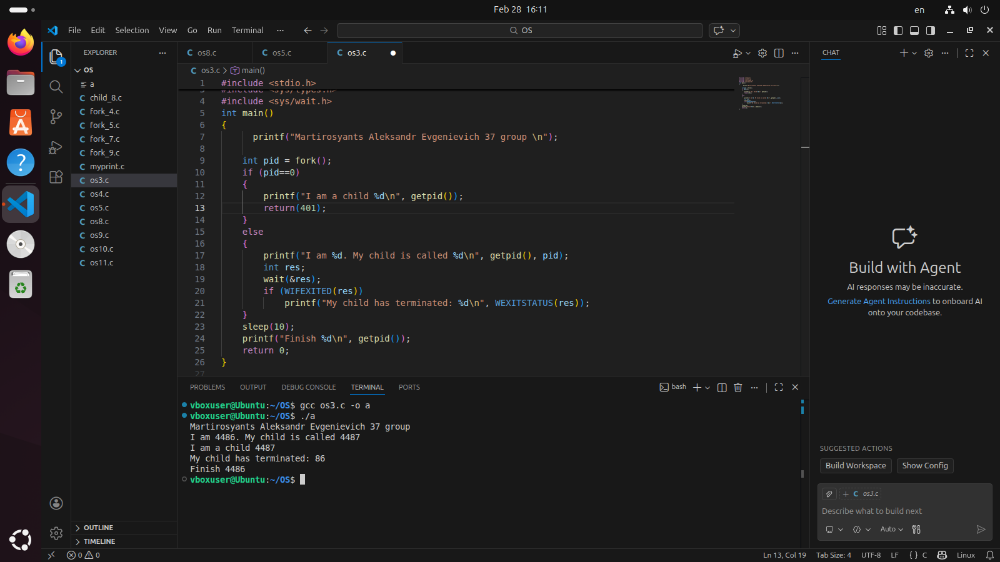 Feb 28 16:11
en
File Edit Selection View Go Run Terminal ···
OS
EXPLORER
OS
a
child_8.c
fork_4.c
fork_5.c
fork_7.c
fork_9.c
myprint.c
os3.c
os4.c
os5.c
os8.c
os9.c
os10.c
os11.c
OUTLINE
TIMELINE
1
os8.c os5.c os3.c
os3.c > main()
1 #include <stdio.h>
3 #include <sys/types.h>
4 #include <sys/wait.h>
5 int main()
6 {
7 printf("Martirosyants Aleksandr Evgenievich 37 group \n");
8
9 int pid = fork();
10 if (pid==0)
11 {
12 printf("I am a child %d\n", getpid());
13 return(401);
14 }
15 else
16 {
17 printf("I am %d. My child is called %d\n", getpid(), pid);
18 int res;
19 wait(&res);
20 if (WIFEXITED(res))
21 printf("My child has terminated: %d\n", WEXITSTATUS(res));
22 }
23 sleep(10);
24 printf("Finish %d\n", getpid());
25 return 0;
26 }
27
PROBLEMS OUTPUT DEBUG CONSOLE TERMINAL PORTS
bash
vboxuser@Ubuntu:~/OS$ gcc os3.c -o a
vboxuser@Ubuntu:~/OS$ ./a
Martirosyants Aleksandr Evgenievich 37 group
I am 4486. My child is called 4487
I am a child 4487
My child has terminated: 86
Finish 4486
vboxuser@Ubuntu:~/OS$
CHAT
Build with Agent
AI responses may be inaccurate.
Generate Agent Instructions to onboard AI
onto your codebase.
SUGGESTED ACTIONS
Build Workspace Show Config
os3.c
Describe what to build next
Auto
0 0
Ln 13, Col 19 Tab Size: 4 UTF-8 LF { } C Linux